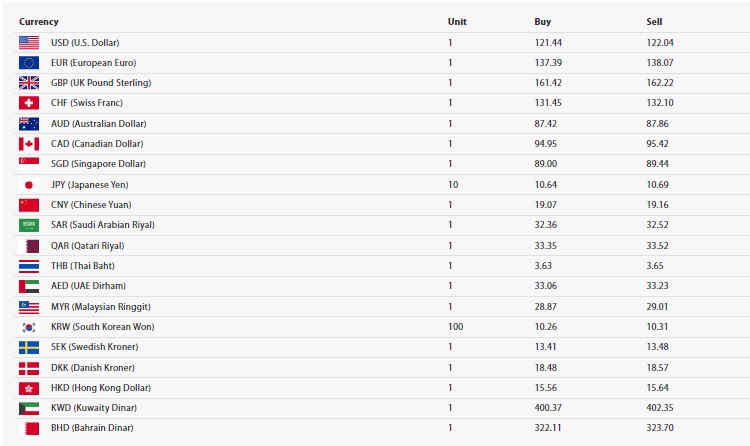 Currency Unit Buy Sell
USD (U.S. Dollar) 1 121.44 122.04
EUR (European Euro) 1 137.39 138.07
GBP (UK Pound Sterling) 1 161.42 162.22
CHF (Swiss Franc) 1 131.45 132.10
AUD (Australian Dollar) 1 87.42 87.86
CAD (Canadian Dollar) 1 94.95 95.42
SGD (Singapore Dollar) 1 89.00 89.44
JPY (Japanese Yen) 10 10.64 10.69
CNY (Chinese Yuan) 1 19.07 19.16
SAR (Saudi Arabian Riyal) 1 32.36 32.52
QAR (Qatari Riyal) 1 33.35 33.52
THB (Thai Baht) 1 3.63 3.65
AED (UAE Dirham) 1 33.06 33.23
MYR (Malaysian Ringgit) 1 28.87 29.01
KRW (South Korean Won) 100 10.26 10.31
SEK (Swedish Kroner) 1 13.41 13.48
DKK (Danish Kroner) 1 18.48 18.57
HKD (Hong Kong Dollar) 1 15.56 15.64
KWD (Kuwaity Dinar) 1 400.37 402.35
BHD (Bahrain Dinar) 1 322.11 323.70